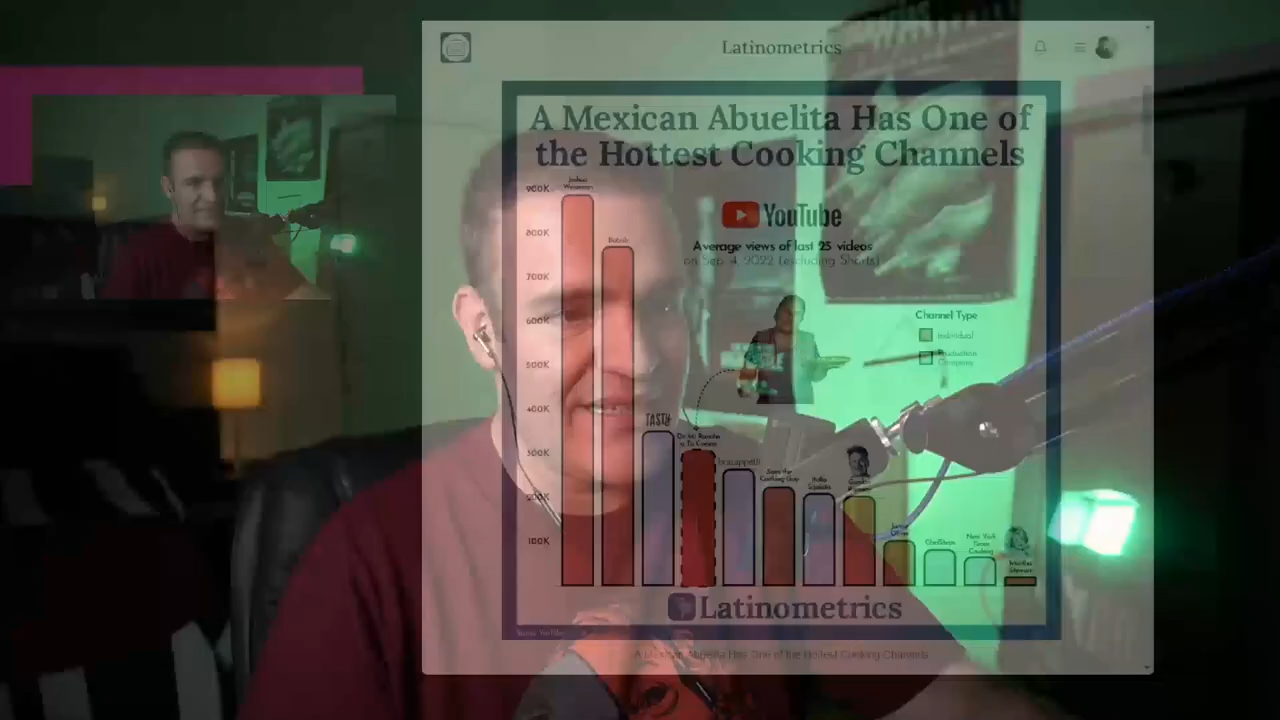 Latinometrics
A Mexican Abuelita Has One of
the Hottest Cooking Channels
YouTube
Average views of last 25 videos
on Sep. 4, 2022 (excluding Shorts)
900K
800K
700K
600K
500K
400K
300K
200K
100K
Joshua
Weissman
Babish
TASTY
De Mi Rancho
a Tu Cocina
bon appétit
Sam the
Cooking Guy
Channel Type
Individual
Production
Company
Jamie
Oliver
New York
Times
Cooking
Martha
Stewart
Latinometrics
A Mexican Abuelita Has One of the Hottest Cooking Channels